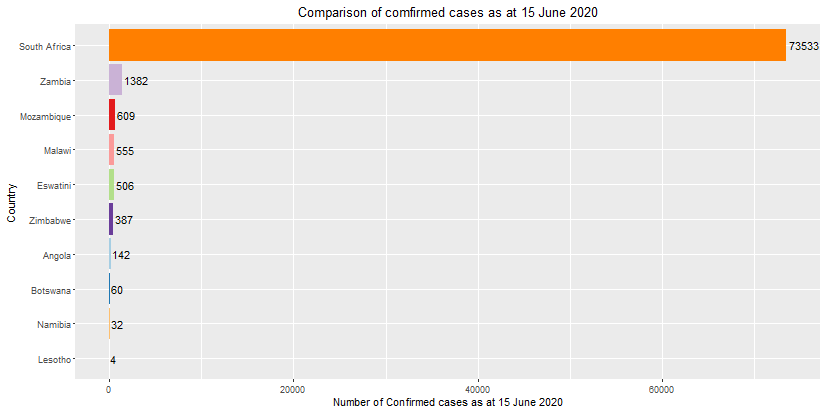 Comparison of comfirmed cases as at 15 June 2020
South Africa 73533
Zambia 1382
Mozambique 609
Malawi 555
Eswatini 506
Zimbabwe 387
Angola 142
Botswana 60
Namibia 32
Lesotho 4
Country
0 20000 40000 60000
Number of Confirmed cases as at 15 June 2020